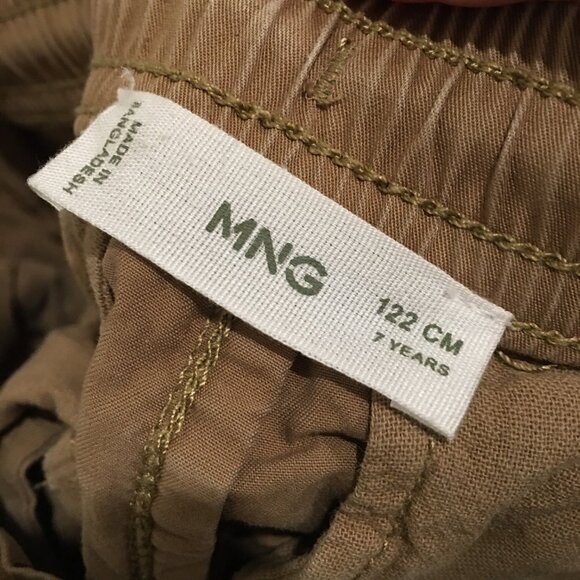 MADE IN
BANGLADESH
MNG
122 CM
7 YEARS